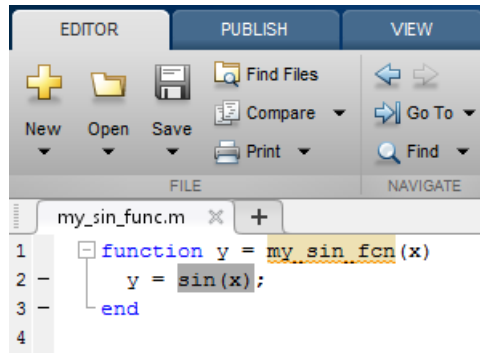 EDITOR PUBLISH VIEW
New Open Save Find Files Compare Print Go To Find
FILE NAVIGATE
my_sin_func.m
1 function y = my_sin_fcn(x)
2 y = sin(x);
3 end
4